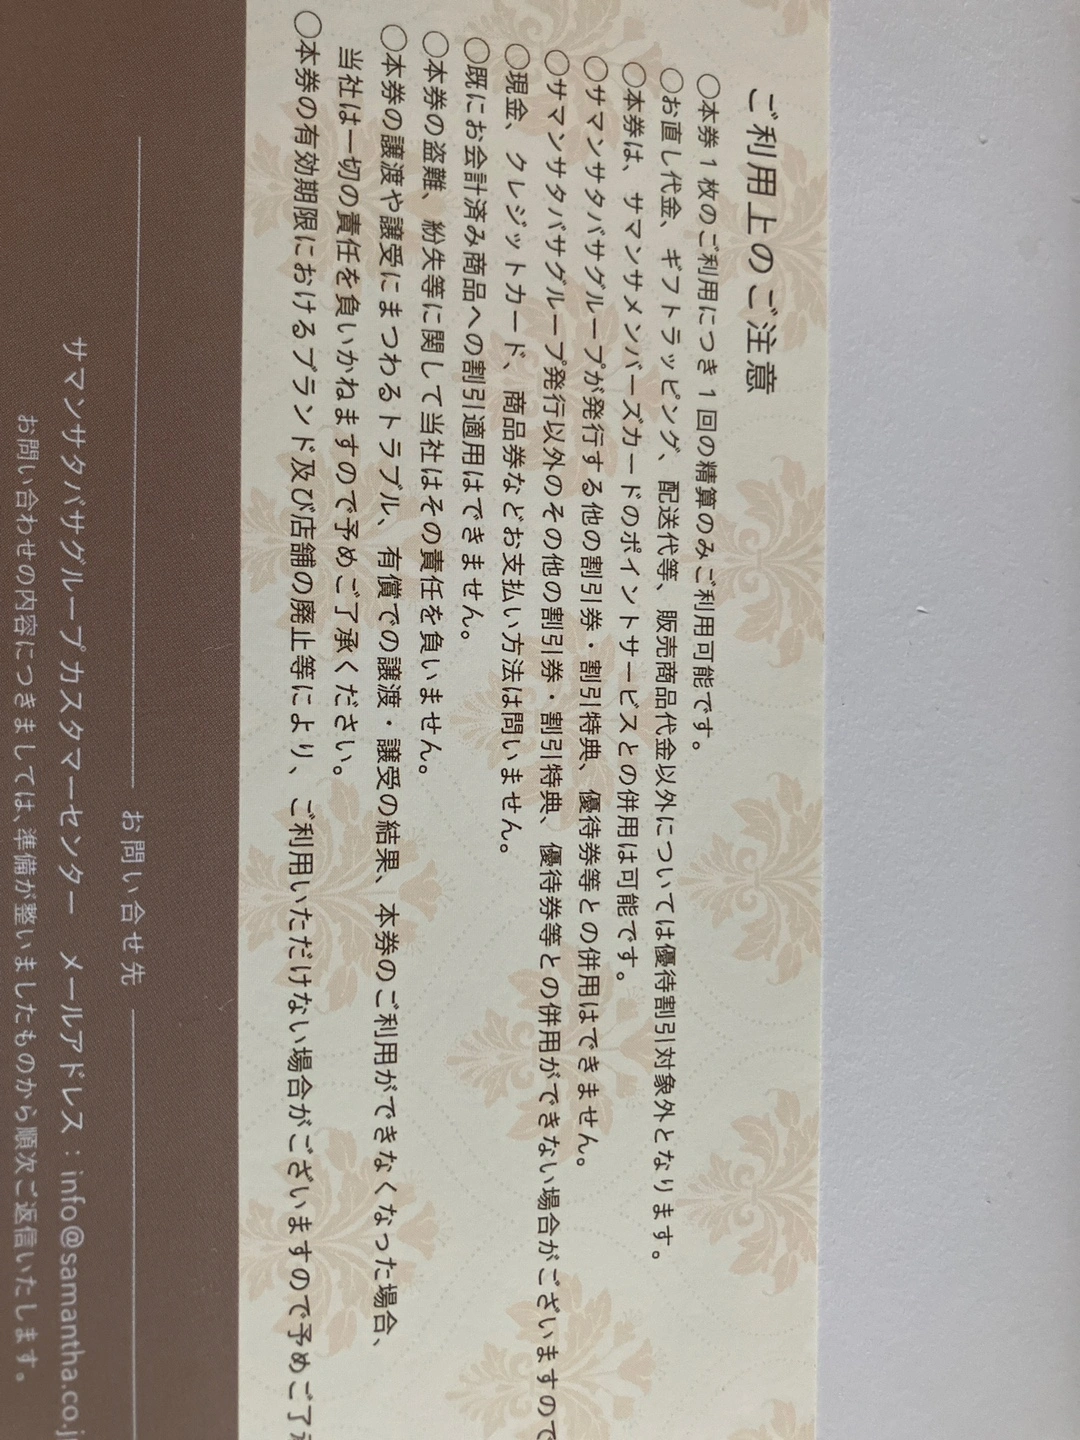 ご利用上のご注意
○本券1枚のご利用につき1回の精算のみご利用可能です。
○お直し代金、ギフトラッピング、配送代等、販売商品代金以外については優待割引対象外となります。
○本券は、サマンサメンバーズカードのポイントサービスとの併用は可能です。
○サマンサタバサグループが発行する他の割引券・割引特典、優待券等との併用はできません。
○サマンサタバサグループ発行以外のその他の割引券・割引特典、優待券等との併用ができない場合がございますので
○現金、クレジットカード、商品券などお支払い方法は問いません。
○既にお会計済み商品への割引適用はできません。
○本券の盗難、紛失等に関して当社はその責任を負いません。
○本券の譲渡や譲受にまつわるトラブル、有償での譲渡・譲受の結果、本券のご利用ができなくなった場合、
当社は一切の責任を負いかねますので予めご了承ください。
○本券の有効期限におけるブランド及び店舗の廃止等により、ご利用いただけない場合がございますので予めご了
お問い合せ先
サマンサタバサグループ カスタマーセンター メールアドレス：info@samantha.co.j
お問い合わせの内容につきましては、準備が整いましたものから順次ご返信いたします。